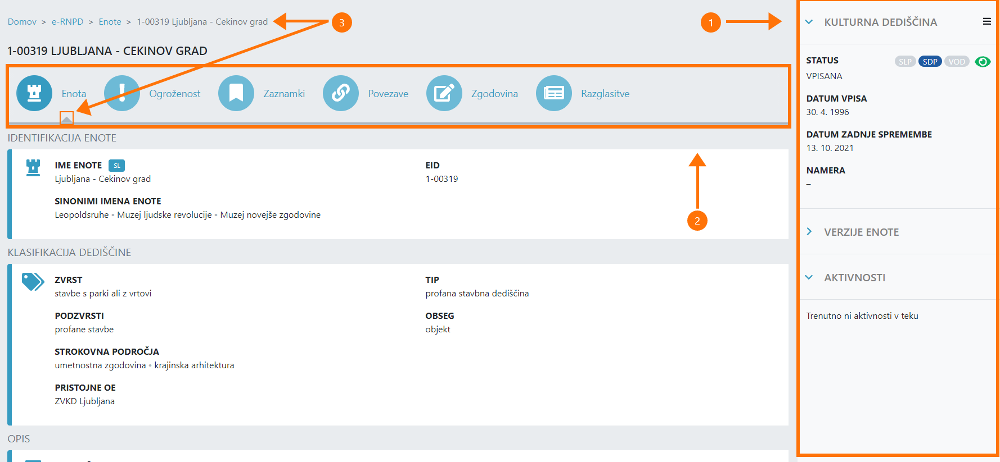 Domov > e-RNPD > Enote > 1-00319 Ljubljana - Cekinov grad
3
1
1-00319 LJUBLJANA - CEKINOV GRAD
Enota
Ogroženost
Zaznamki
Povezave
Zgodovina
Razglasitve
IDENTIFIKACIJA ENOTE
IME ENOTE SL
Ljubljana - Cekinov grad
EID
1-00319
SINONIMI IMENA ENOTE
Leopoldsruhe • Muzej ljudske revolucije • Muzej novejše zgodovine
2
KLASIFIKACIJA DEDIŠČINE
ZVRST
stavbe s parki ali z vrtovi
TIP
profana stavbna dediščina
PODZVRSTI
profane stavbe
OBSEG
objekt
STROKOVNA PODROČJA
umetnostna zgodovina • krajinska arhitektura
PRISTOJNE OE
ZVKD Ljubljana
OPIS
KULTURNA DEDIŠČINA
STATUS SLP SDP VOD
VPISANA
DATUM VPISA
30. 4. 1996
DATUM ZADNJE SPREMEMBE
13. 10. 2021
NAMERA
–
VERZIJE ENOTE
AKTIVNOSTI
Trenutno ni aktivnosti v teku